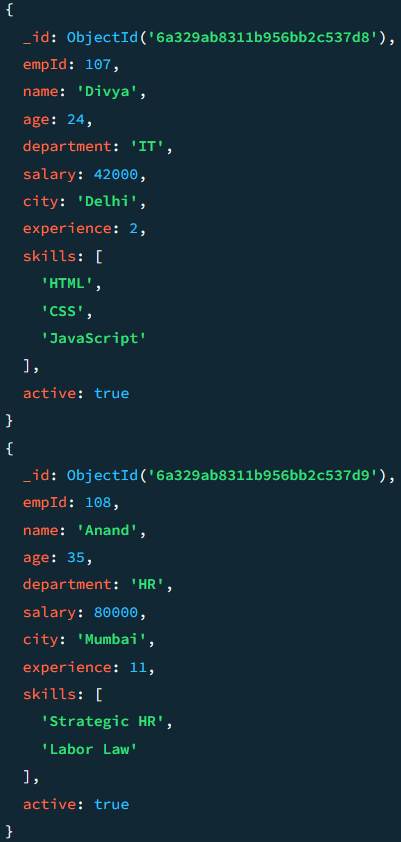 {
  _id: ObjectId('6a329ab8311b956bb2c537d8'),
  empId: 107,
  name: 'Divya',
  age: 24,
  department: 'IT',
  salary: 42000,
  city: 'Delhi',
  experience: 2,
  skills: [
    'HTML',
    'CSS',
    'JavaScript'
  ],
  active: true
}
{
  _id: ObjectId('6a329ab8311b956bb2c537d9'),
  empId: 108,
  name: 'Anand',
  age: 35,
  department: 'HR',
  salary: 80000,
  city: 'Mumbai',
  experience: 11,
  skills: [
    'Strategic HR',
    'Labor Law'
  ],
  active: true
}